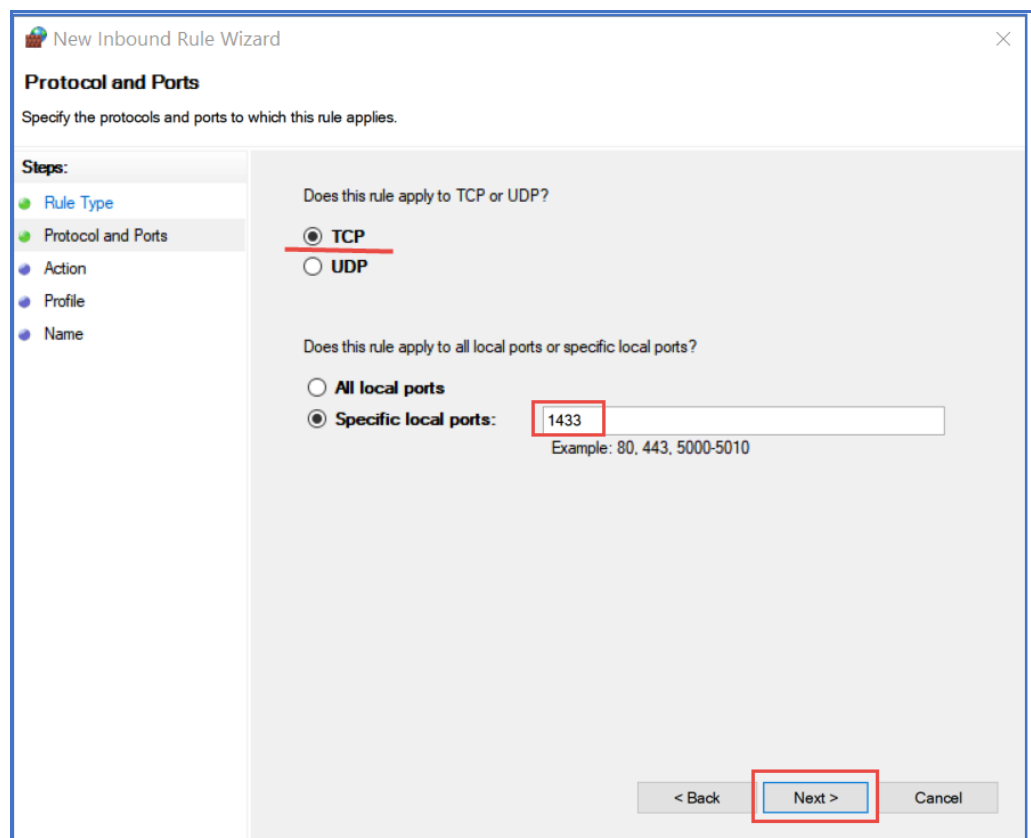 New Inbound Rule Wizard
Protocol and Ports
Specify the protocols and ports to which this rule applies.
Steps:
Rule Type
Protocol and Ports
Action
Profile
Name
Does this rule apply to TCP or UDP?
TCP
UDP
Does this rule apply to all local ports or specific local ports?
All local ports
Specific local ports: 1433
Example: 80, 443, 5000-5010
< Back Next > Cancel